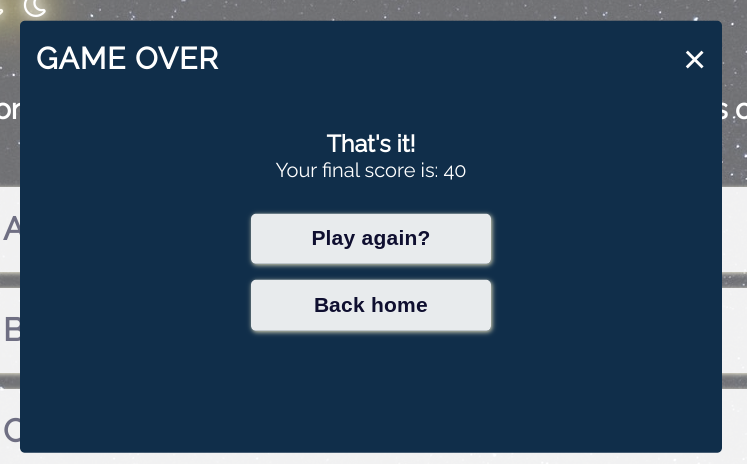 GAME OVER
That's it!
Your final score is: 40
Play again?
Back home
A
B
C